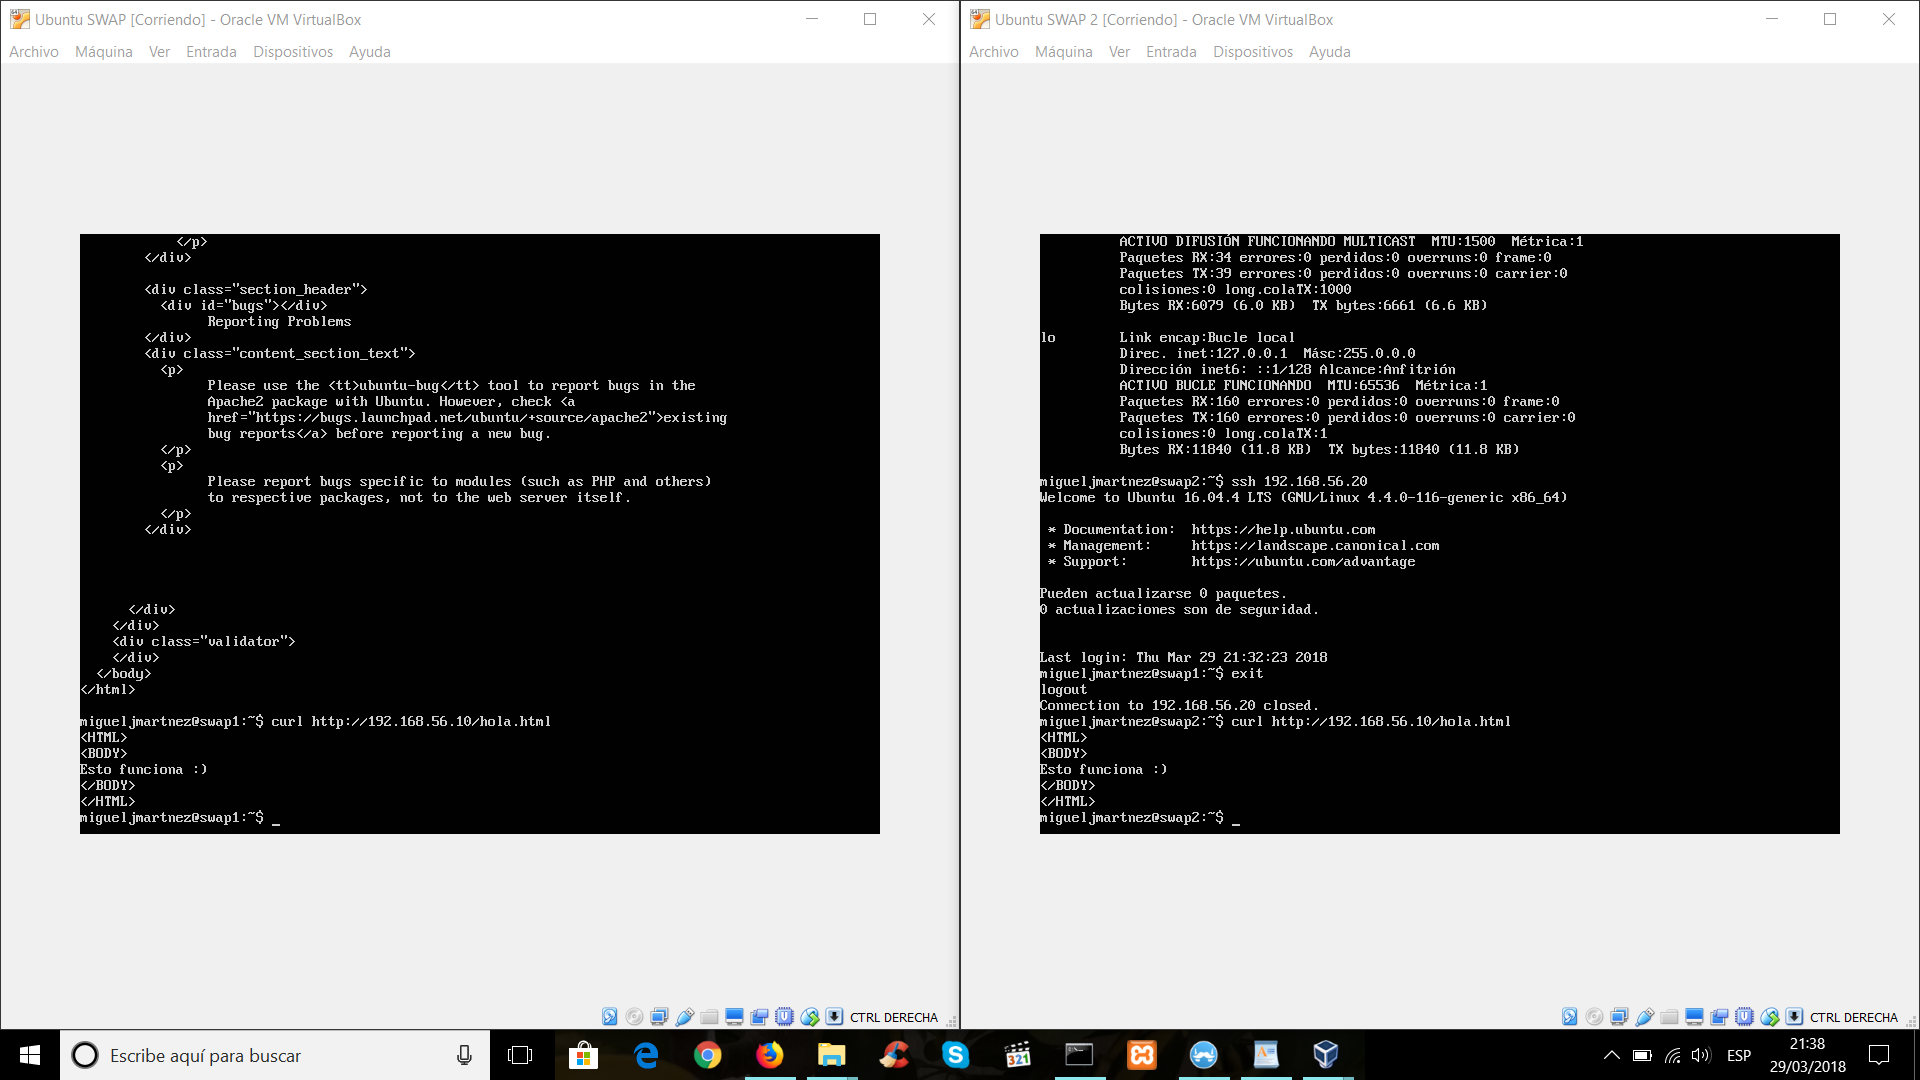 Ubuntu SWAP [Corriendo] - Oracle VM VirtualBox
Archivo Máquina Ver Entrada Dispositivos Ayuda
</p>
</div>
<div class="section_header">
<div id="bugs"></div>
Reporting Problems
</div>
<div class="content_section_text">
<p>
Please use the <tt>ubuntu-bug</tt> tool to report bugs in the
Apache2 package with Ubuntu. However, check <a
href="https://bugs.launchpad.net/ubuntu/+source/apache2">existing
bug reports</a> before reporting a new bug.
</p>
<p>
Please report bugs specific to modules (such as PHP and others)
to respective packages, not to the web server itself.
</p>
</div>
</div>
</div>
<div class="validator">
</div>
</body>
</html>
migueljmartnez@swap1:~$ curl http://192.168.56.10/hola.html
<HTML>
<BODY>
Esto funciona :)
</BODY>
</HTML>
migueljmartnez@swap1:~$ _
CTRL DERECHA
Ubuntu SWAP 2 [Corriendo] - Oracle VM VirtualBox
Archivo Máquina Ver Entrada Dispositivos Ayuda
ACTIVO DIFUSIÓN FUNCIONANDO MULTICAST MTU:1500 Métrica:1
Paquetes RX:34 errores:0 perdidos:0 overruns:0 frame:0
Paquetes TX:39 errores:0 perdidos:0 overruns:0 carrier:0
colisiones:0 long.colaTX:1000
Bytes RX:6079 (6.0 KB) TX bytes:6661 (6.6 KB)
lo Link encap:Bucle local
Direc. inet:127.0.0.1 Másc:255.0.0.0
Dirección inet6: ::1/128 Alcance:Anfitrión
ACTIVO BUCLE FUNCIONANDO MTU:65536 Métrica:1
Paquetes RX:160 errores:0 perdidos:0 overruns:0 frame:0
Paquetes TX:160 errores:0 perdidos:0 overruns:0 carrier:0
colisiones:0 long.colaTX:1
Bytes RX:11840 (11.8 KB) TX bytes:11840 (11.8 KB)
migueljmartnez@swap2:~$ ssh 192.168.56.20
Welcome to Ubuntu 16.04.4 LTS (GNU/Linux 4.4.0-116-generic x86_64)
* Documentation: https://help.ubuntu.com
* Management: https://landscape.canonical.com
* Support: https://ubuntu.com/advantage
Pueden actualizarse 0 paquetes.
0 actualizaciones son de seguridad.
Last login: Thu Mar 29 21:32:23 2018
migueljmartnez@swap1:~$ exit
logout
Connection to 192.168.56.20 closed.
migueljmartnez@swap2:~$ curl http://192.168.56.10/hola.html
<HTML>
<BODY>
Esto funciona :)
</BODY>
</HTML>
migueljmartnez@swap2:~$ _
CTRL DERECHA
Escribe aquí para buscar
321
ESP
21:38
29/03/2018